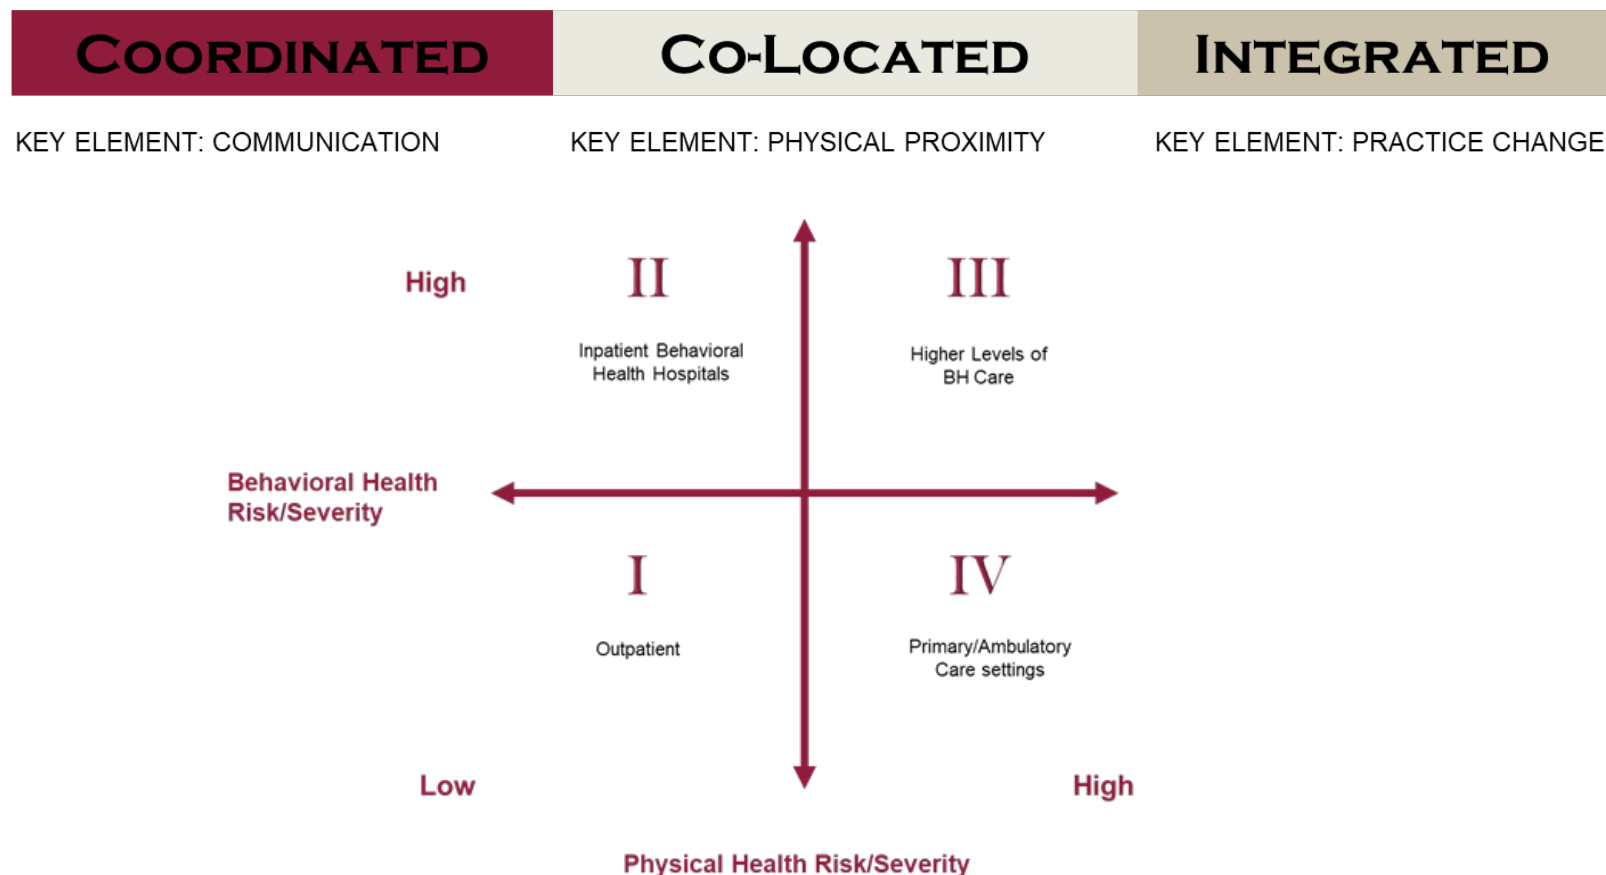 COORDINATED
CO-LOCATED
INTEGRATED
KEY ELEMENT: COMMUNICATION
KEY ELEMENT: PHYSICAL PROXIMITY
KEY ELEMENT: PRACTICE CHANGE
High
II
III
Inpatient Behavioral
Health Hospitals
Higher Levels of
BH Care
Behavioral Health
Risk/Severity
I
IV
Outpatient
Primary/Ambulatory
Care settings
Low
High
Physical Health Risk/Severity